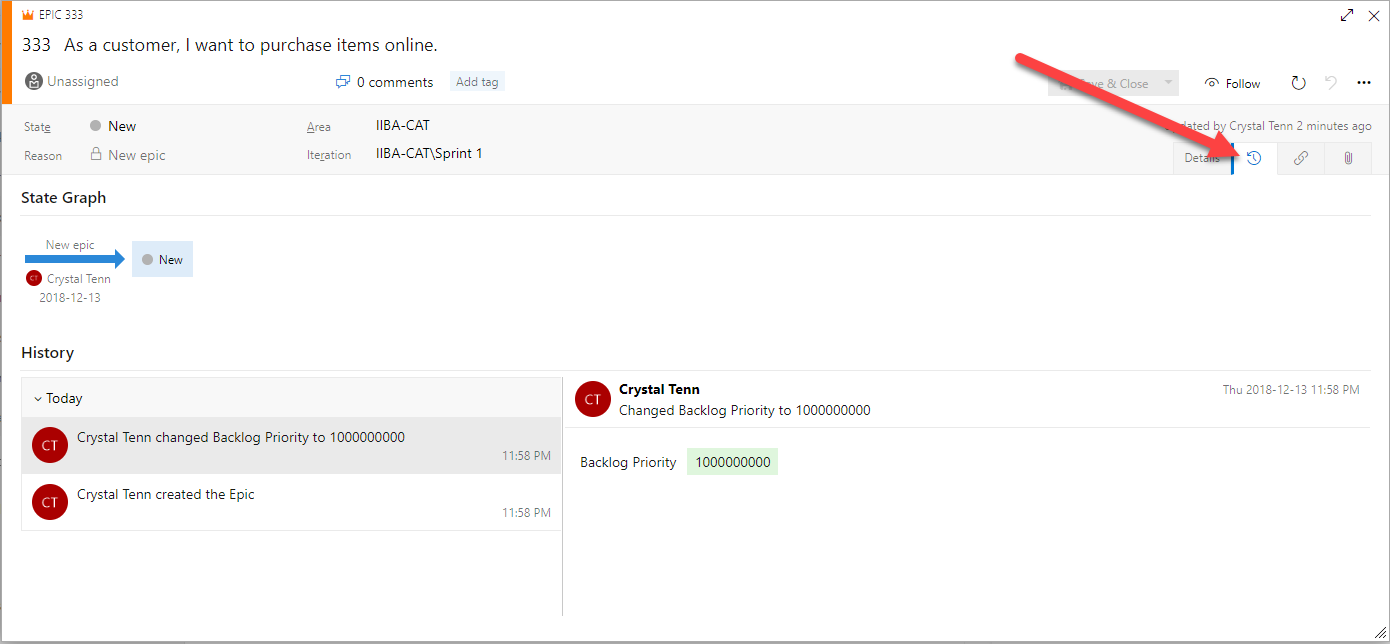 EPIC 333
333 As a customer, I want to purchase items online.
Unassigned
0 comments
Add tag
& Close
Follow
State
New
Area
IIBA-CAT
by Crystal Tenn 2 minutes ago
Reason
New epic
Iteration
IIBA-CAT\Sprint 1
Details
State Graph
New epic
New
CT
Crystal Tenn
2018-12-13
History
Today
CT
Crystal Tenn changed Backlog Priority to 1000000000
11:58 PM
CT
Crystal Tenn created the Epic
11:58 PM
CT
Crystal Tenn
Thu 2018-12-13 11:58 PM
Changed Backlog Priority to 1000000000
Backlog Priority
1000000000